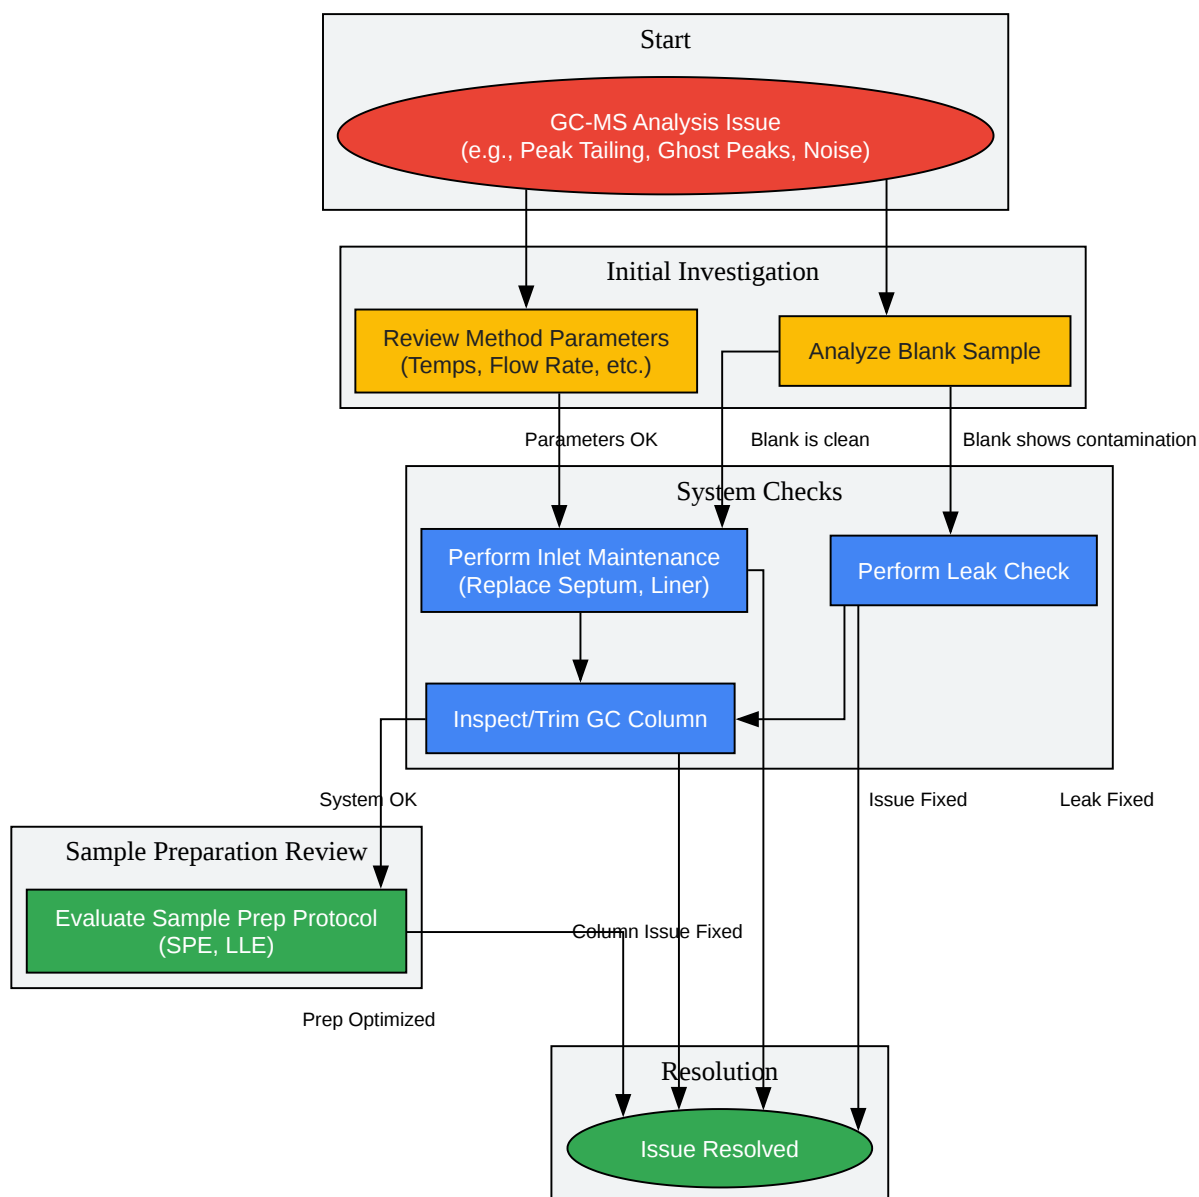 Start
GC-MS Analysis Issue
(e.g., Peak Tailing, Ghost Peaks, Noise)
Initial Investigation
Review Method Parameters
(Temps, Flow Rate, etc.)
Analyze Blank Sample
Parameters OK
Blank is clean
Blank shows contamination
System Checks
Perform Inlet Maintenance
(Replace Septum, Liner)
Perform Leak Check
Inspect/Trim GC Column
System OK
Issue Fixed
Leak Fixed
Sample Preparation Review
Evaluate Sample Prep Protocol
(SPE, LLE)
Column Issue Fixed
Prep Optimized
Resolution
Issue Resolved